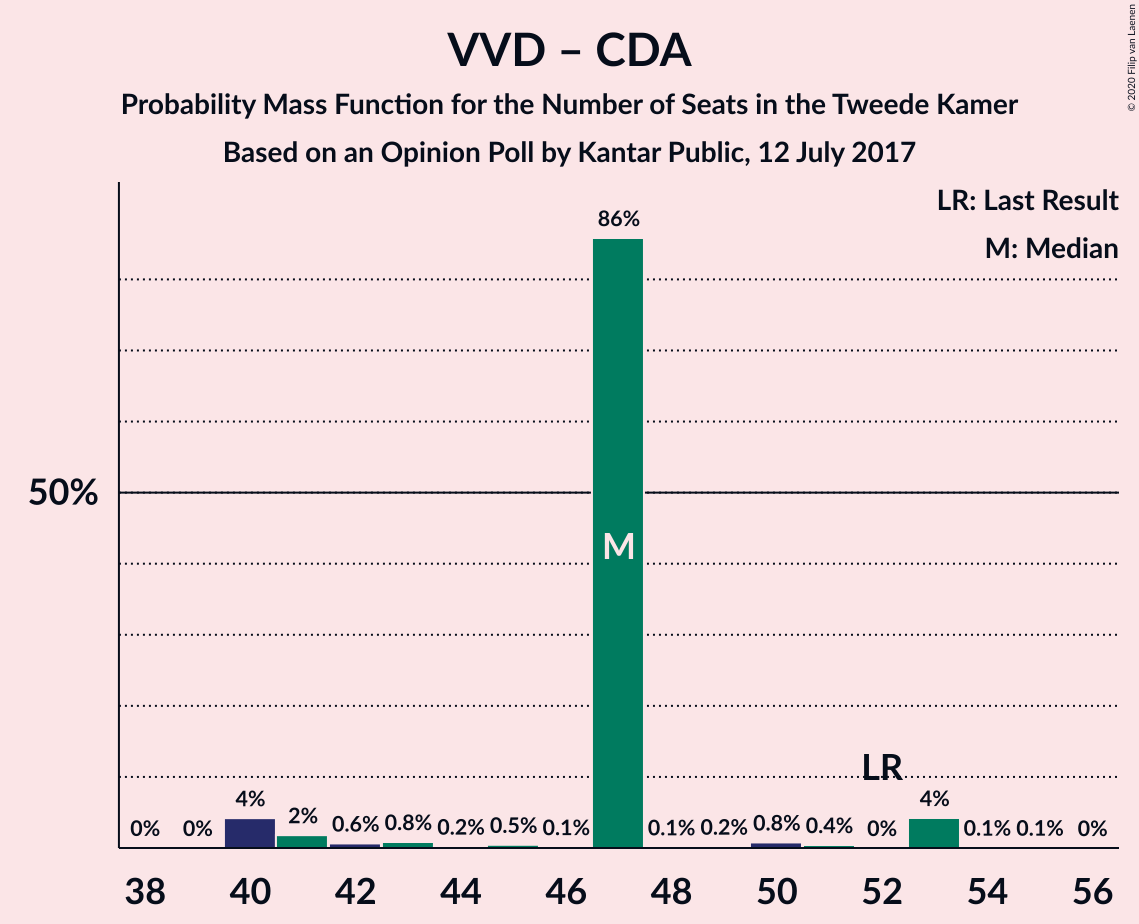 VVD – CDA
Probability Mass Function for the Number of Seats in the Tweede Kamer
Based on an Opinion Poll by Kantar Public, 12 July 2017
© 2020 Filip van Laenen
LR: Last Result
M: Median
86%
50%
M
LR
0% 0% 4% 2% 0.6% 0.8% 0.2% 0.5% 0.1% 0.1% 0.2% 0.8% 0.4% 0% 4% 0.1% 0.1% 0%
38 40 42 44 46 48 50 52 54 56